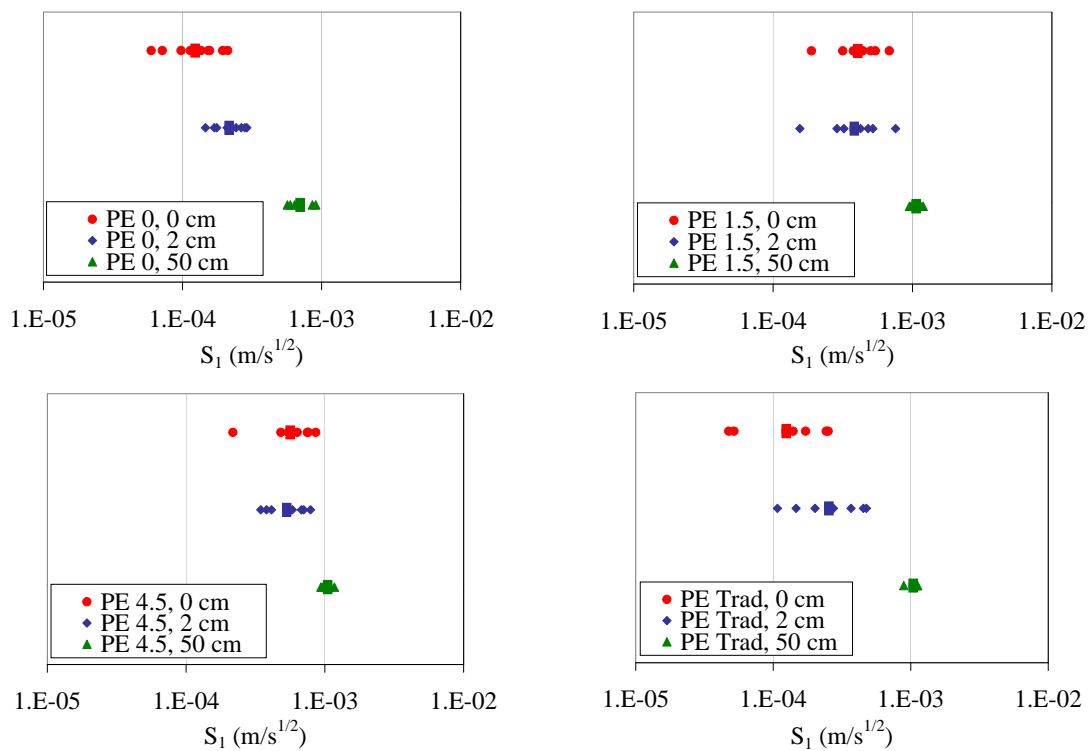 PE 0, 0 cm
PE 0, 2 cm
PE 0, 50 cm
1.E-05 1.E-04 1.E-03 1.E-02
S₁ (m/s^{1/2})
PE 1.5, 0 cm
PE 1.5, 2 cm
PE 1.5, 50 cm
1.E-05 1.E-04 1.E-03 1.E-02
S₁ (m/s^{1/2})
PE 4.5, 0 cm
PE 4.5, 2 cm
PE 4.5, 50 cm
1.E-05 1.E-04 1.E-03 1.E-02
S₁ (m/s^{1/2})
PE Trad, 0 cm
PE Trad, 2 cm
PE Trad, 50 cm
1.E-05 1.E-04 1.E-03 1.E-02
S₁ (m/s^{1/2})